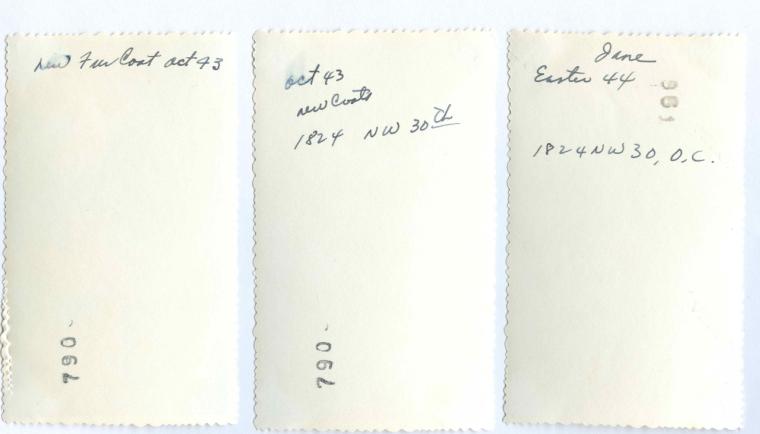 new Fur Coat Oct 43
790-
Oct 43
new Coats
1824 NW 30th
790-
Jane
Easter 44
1824 NW 30, O.C.